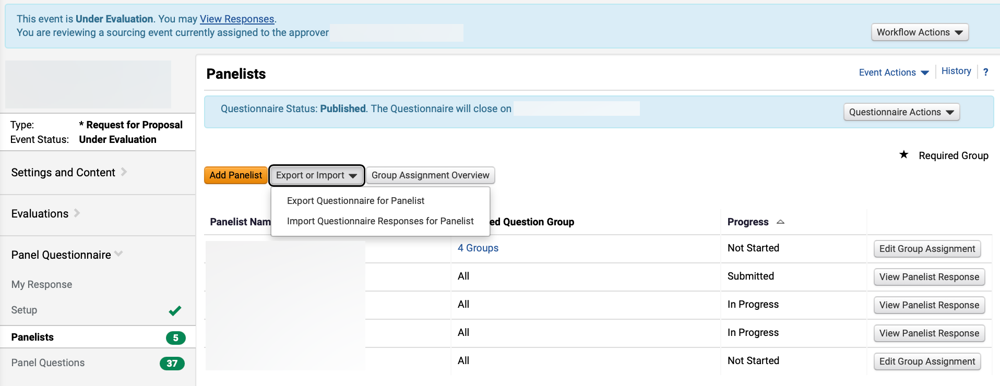 This event is Under Evaluation. You may View Responses.
You are reviewing a sourcing event currently assigned to the approver
Workflow Actions
Type: * Request for Proposal
Event Status: Under Evaluation
Settings and Content
Evaluations
Panel Questionnaire
My Response
Setup
Panelists 5
Panel Questions 37
Panelists
Event Actions History ?
Questionnaire Status: Published. The Questionnaire will close on
Questionnaire Actions
★ Required Group
Add Panelist Export or Import Group Assignment Overview
Export Questionnaire for Panelist
Import Questionnaire Responses for Panelist
Panelist Nam ed Question Group Progress
4 Groups Not Started Edit Group Assignment
All Submitted View Panelist Response
All In Progress View Panelist Response
All In Progress View Panelist Response
All Not Started Edit Group Assignment